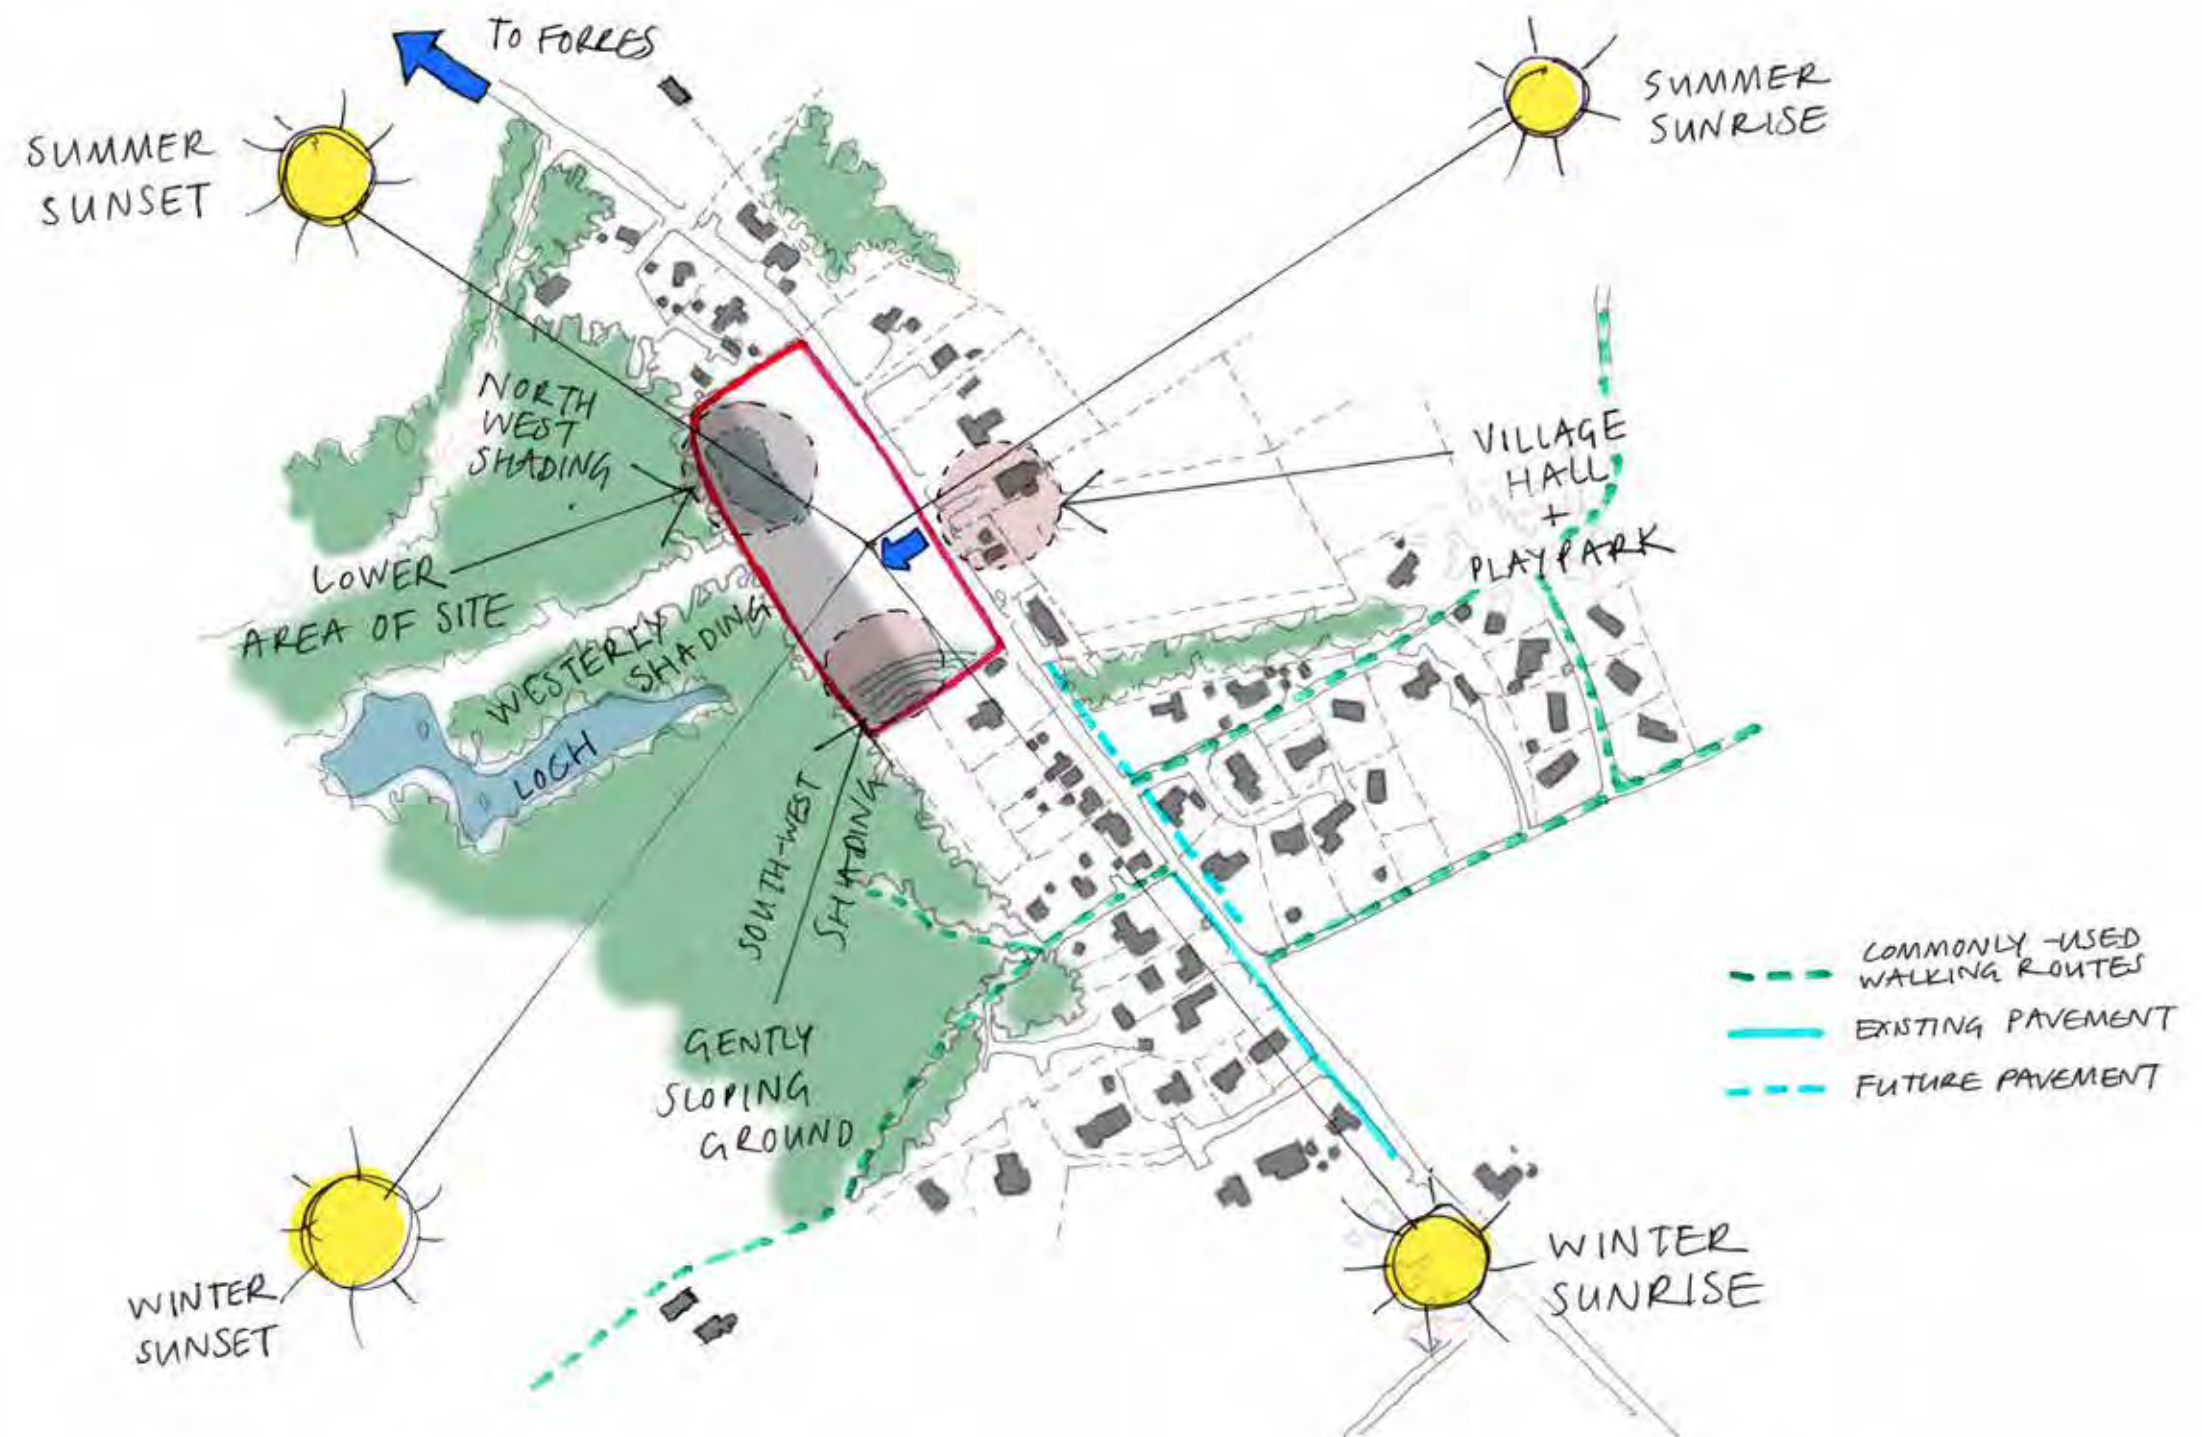 TO FORRES
SUMMER
SUNSET
SUMMER
SUNRISE
NORTH
WEST
SHADING
VILLAGE
HALL
+
PLAYPARK
LOWER
AREA OF SITE
WESTERLY
SHADING
LOCH
SOUTH-WEST
SHADING
GENTLY
SLOPING
GROUND
COMMONLY-USED
WALKING ROUTES
EXISTING PAVEMENT
FUTURE PAVEMENT
WINTER
SUNSET
WINTER
SUNRISE